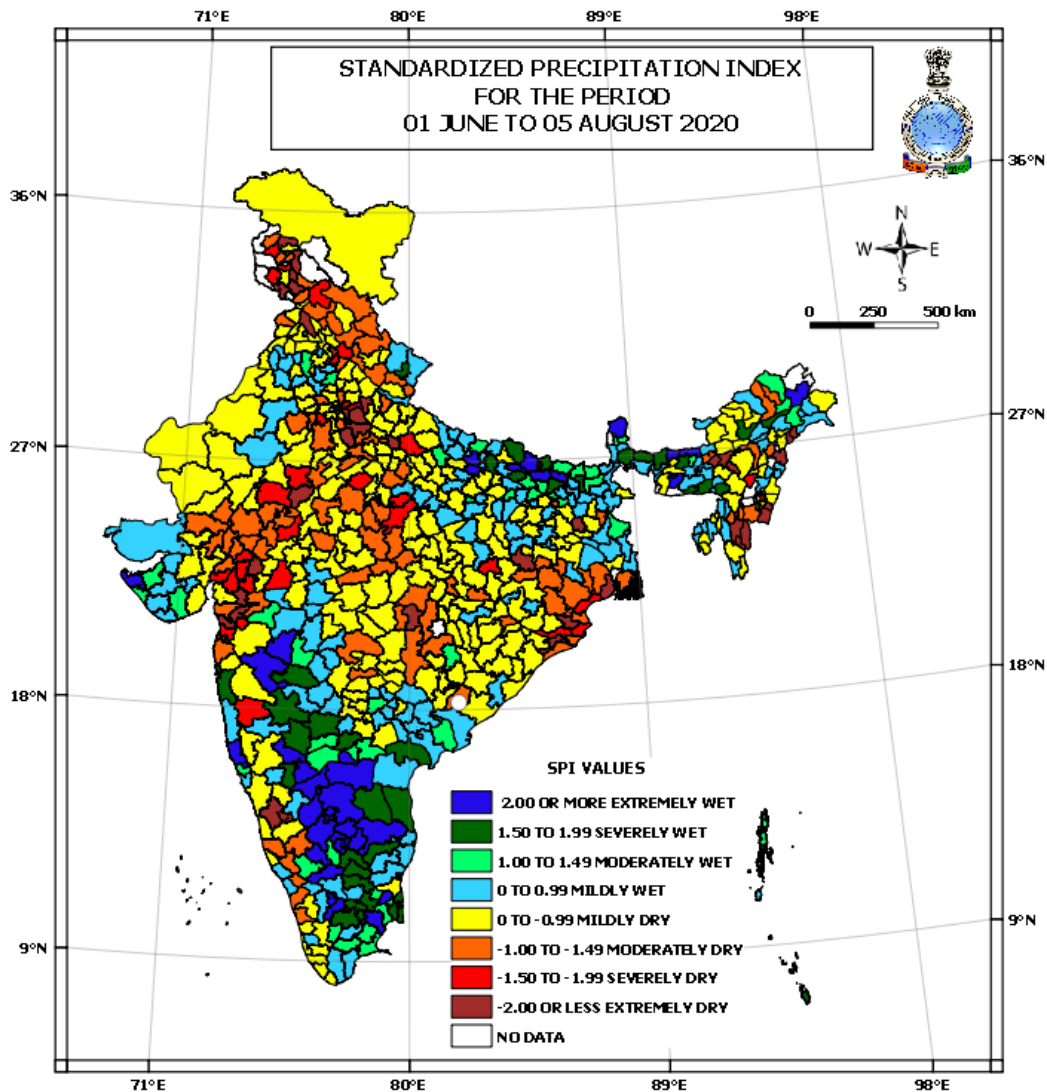 71°E 80°E 89°E 98°E
STANDARDIZED PRECIPITATION INDEX
FOR THE PERIOD
01 JUNE TO 05 AUGUST 2020
36°N 36°N
N
W E
S
0 250 500 km
27°N 27°N
18°N 18°N
SPI VALUES
2.00 OR MORE EXTREMELY WET
1.50 TO 1.99 SEVERELY WET
1.00 TO 1.49 MODERATELY WET
0 TO 0.99 MILDLY WET
0 TO -0.99 MILDLY DRY
-1.00 TO -1.49 MODERATELY DRY
-1.50 TO -1.99 SEVERELY DRY
-2.00 OR LESS EXTREMELY DRY
NO DATA
9°N 9°N
71°E 80°E 89°E 98°E